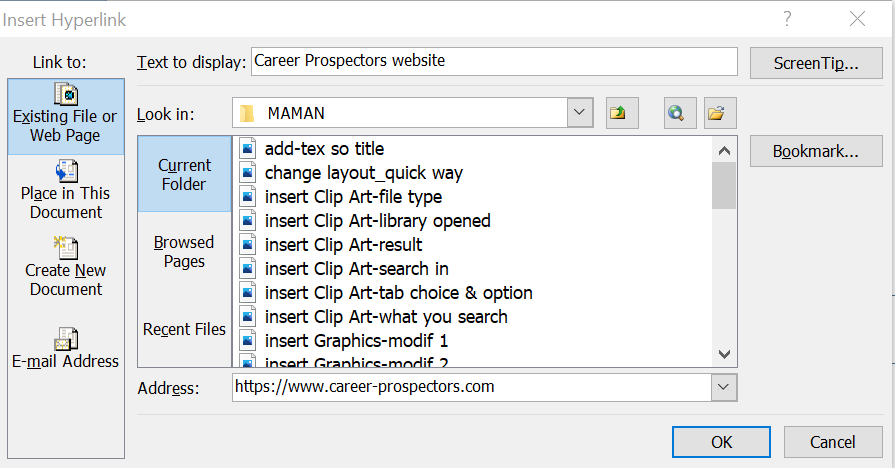 Insert Hyperlink
?
Link to:
Text to display: Career Prospectors website
ScreenTip...
Existing File or
Web Page
Look in: MAMAN
Current
Folder
add-tex so title
change layout_quick way
insert Clip Art-file type
insert Clip Art-library opened
insert Clip Art-result
insert Clip Art-search in
insert Clip Art-tab choice & option
insert Clip Art-what you search
insert Graphics-modif 1
insert Graphics-modif 2
Bookmark...
Place in This
Document
Browsed
Pages
Create New
Document
Recent Files
E-mail Address
Address: https://www.career-prospectors.com
OK
Cancel